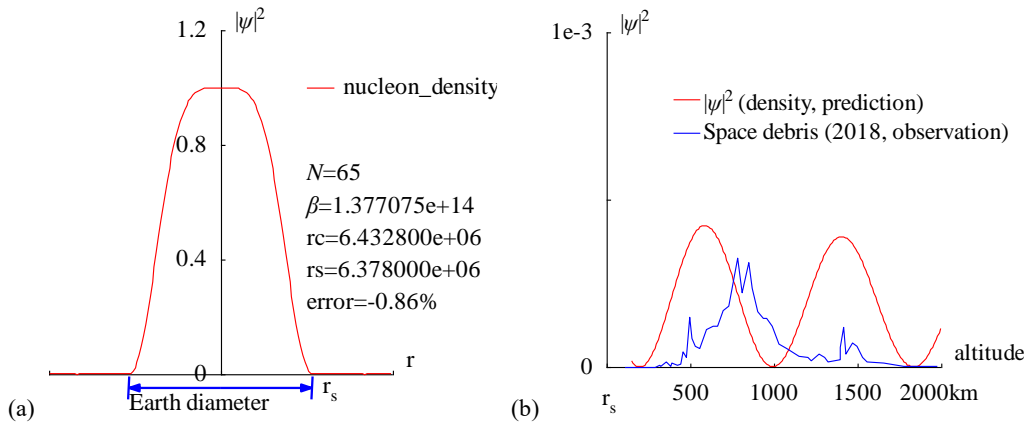 |ψ|²
1.2
nucleon_density
0.8
N=65
β=1.377075e+14
rc=6.432800e+06
0.4
rs=6.378000e+06
error=-0.86%
0
r
rₛ
Earth diameter
(a)
|ψ|²
1e-3
|ψ|² (density, prediction)
Space debris (2018, observation)
0
altitude
rₛ 500 1000 1500 2000km
(b)